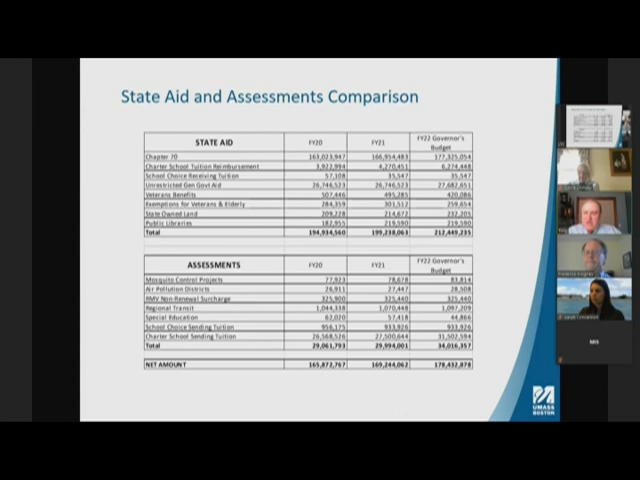 State Aid and Assessments Comparison
STATE AID FY20 FY21 FY22 Governor's Budget
Chapter 70 163,023,947 166,954,483 177,325,054
Charter School Tuition Reimbursement 3,922,994 4,270,451 6,274,448
School Choice Receiving Tuition 57,108 35,547 35,547
Unrestricted Gen Govt Aid 26,746,523 26,746,523 27,682,651
Veterans Benefits 507,446 495,285 420,086
Exemptions for Veterans & Elderly 284,359 301,512 259,654
State Owned Land 209,228 214,672 232,205
Public Libraries 182,955 219,590 219,590
Total 194,934,560 199,238,063 212,449,235
ASSESSMENTS FY20 FY21 FY22 Governor's Budget
Mosquito Control Projects 77,923 78,678 83,814
Air Pollution Districts 26,911 27,447 28,508
RMV Non-Renewal Surcharge 325,900 325,440 325,440
Regional Transit 1,044,338 1,070,448 1,097,209
Special Education 62,020 57,418 44,866
School Choice Sending Tuition 956,175 933,926 933,926
Charter School Sending Tuition 26,568,526 27,500,644 31,502,594
Total 29,061,793 29,994,001 34,016,357
NET AMOUNT 165,872,767 169,244,062 178,432,878
UMASS
BOSTON